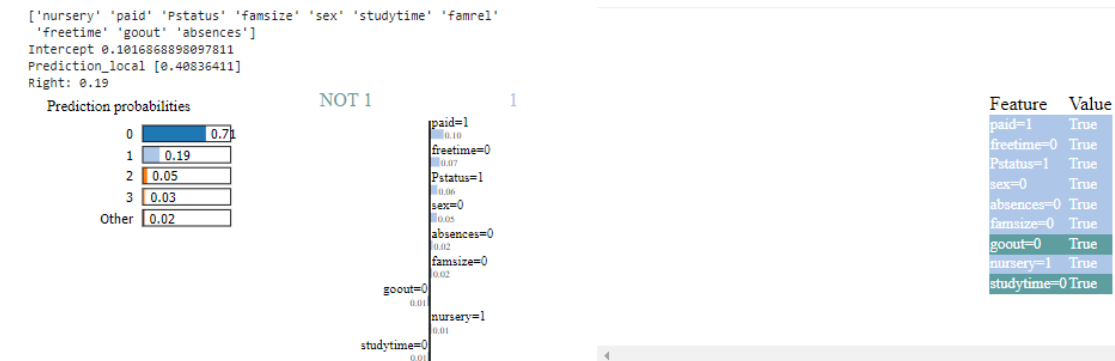 ['nursery' 'paid' 'Pstatus' 'famsize' 'sex' 'studytime' 'famrel'
'freetime' 'goout' 'absences']
Intercept 0.1016868898097811
Prediction_local [0.40836411]
Right: 0.19
Prediction probabilities
0 0.71
1 0.19
2 0.05
3 0.03
Other 0.02
NOT 1 1
paid=1
0.10
freetime=0
0.07
Pstatus=1
0.06
sex=0
0.05
absences=0
0.02
famsize=0
0.02
goout=0
0.01
nursery=1
0.01
studytime=0
0.01
Feature Value
paid=1 True
freetime=0 True
Pstatus=1 True
sex=0 True
absences=0 True
famsize=0 True
goout=0 True
nursery=1 True
studytime=0 True